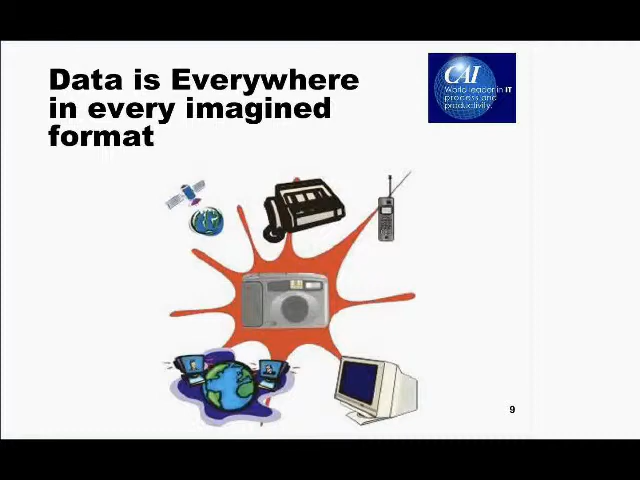 Data is Everywhere
in every imagined
format
CAI
World leader in IT
process and
productivity.
9